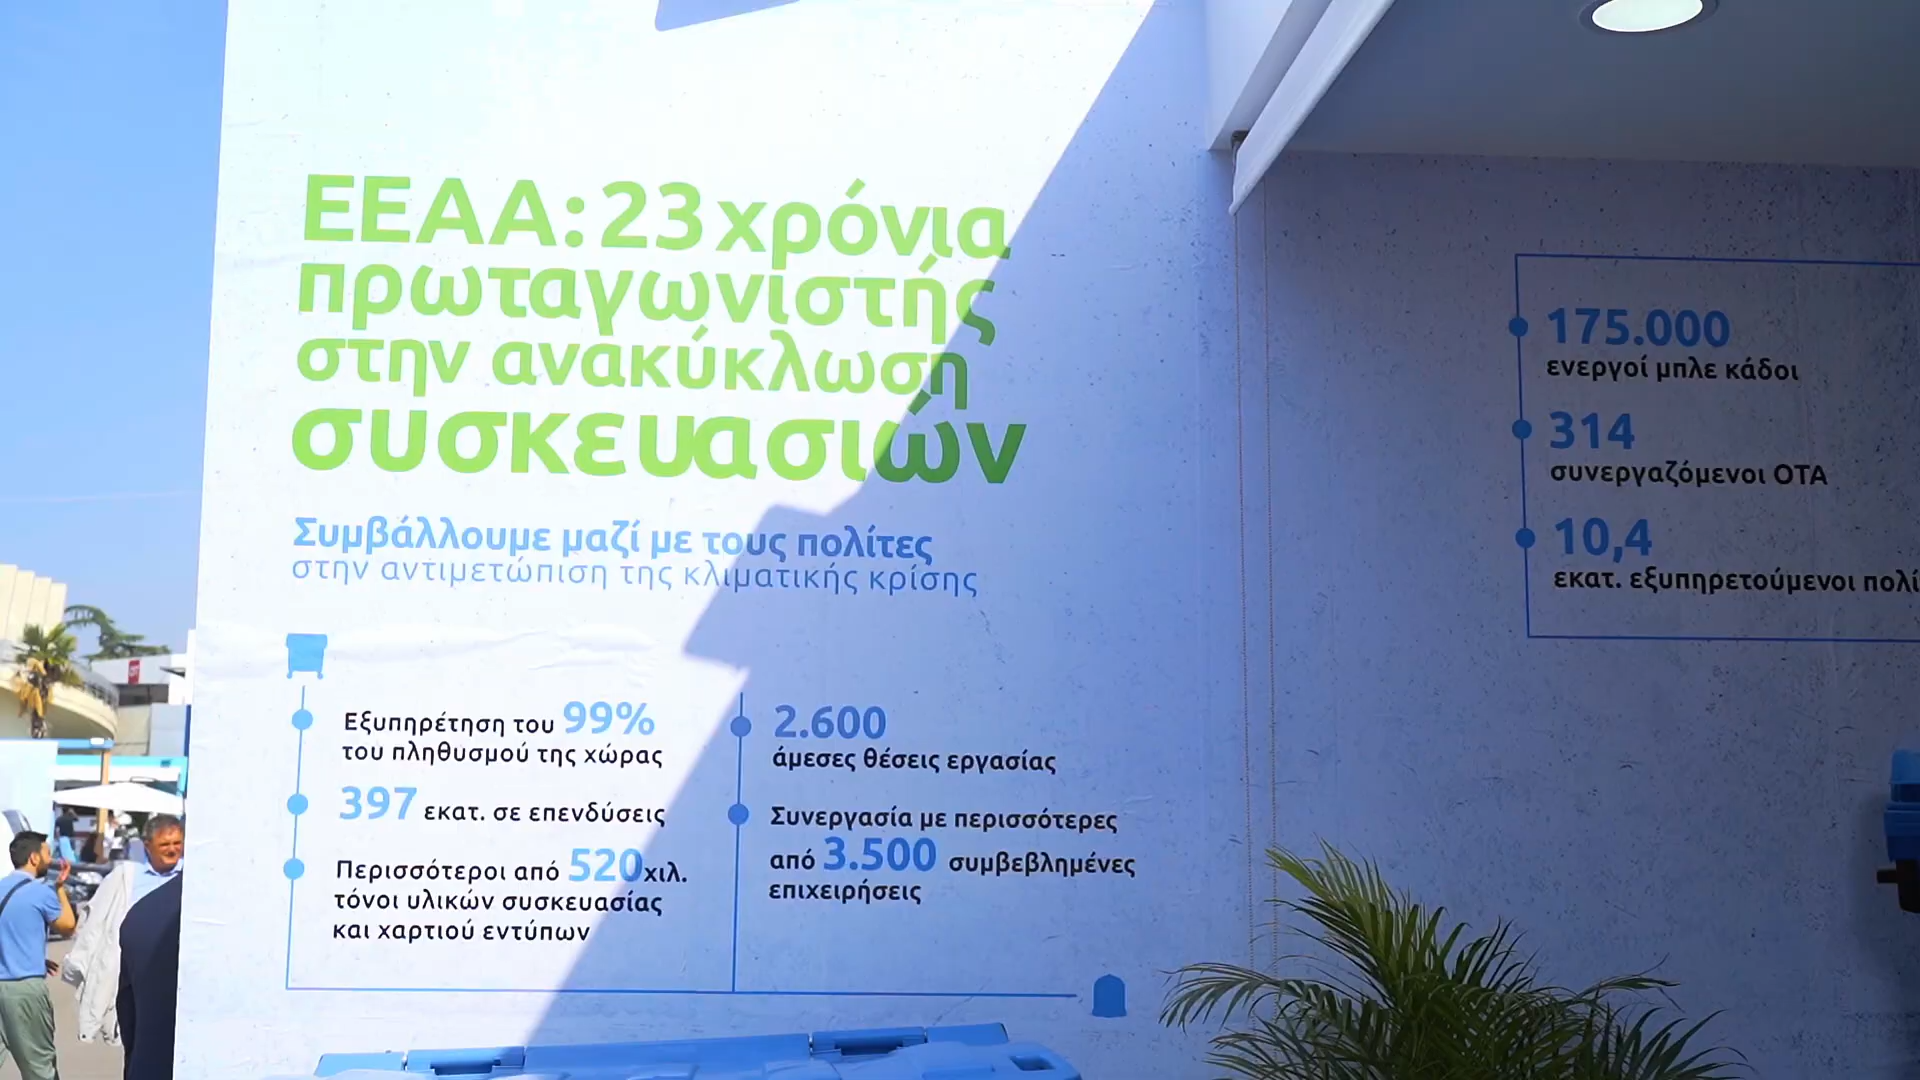 ΕΕΑΑ: 23 χρόνια
πρωταγωνιστής
στην ανακύκλωση
συσκευασιών
Συμβάλλουμε μαζί με τους πολίτες
στην αντιμετώπιση της κλιματικής κρίσης
Εξυπηρέτηση του 99%
του πληθυσμού της χώρας
397 εκατ. σε επενδύσεις
Περισσότεροι από 520χιλ.
τόνοι υλικών συσκευασίας
και χαρτιού εντύπων
2.600
άμεσες θέσεις εργασίας
Συνεργασία με περισσότερες
από 3.500 συμβεβλημένες
επιχειρήσεις
175.000
ενεργοί μπλε κάδοι
314
συνεργαζόμενοι ΟΤΑ
10,4
εκατ. εξυπηρετούμενοι πολί